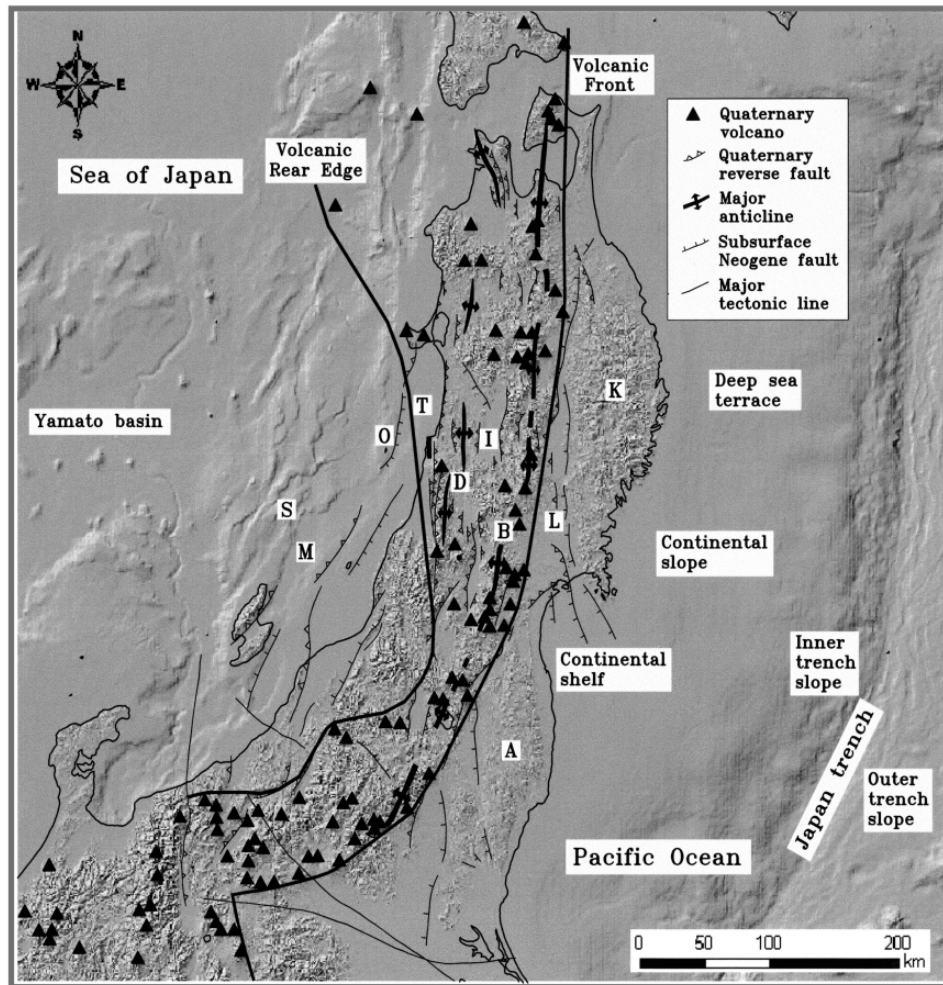 N
W E
S
Volcanic
Front
Quaternary
volcano
Quaternary
reverse fault
Major
anticline
Subsurface
Neogene fault
Major
tectonic line
Volcanic
Rear Edge
Sea of Japan
Deep sea
terrace
K
T
Yamato basin
O
I
D
S
M
B
L
Continental
slope
Continental
shelf
Inner
trench
slope
A
Japan trench
Outer
trench
slope
Pacific Ocean
0 50 100 200
km